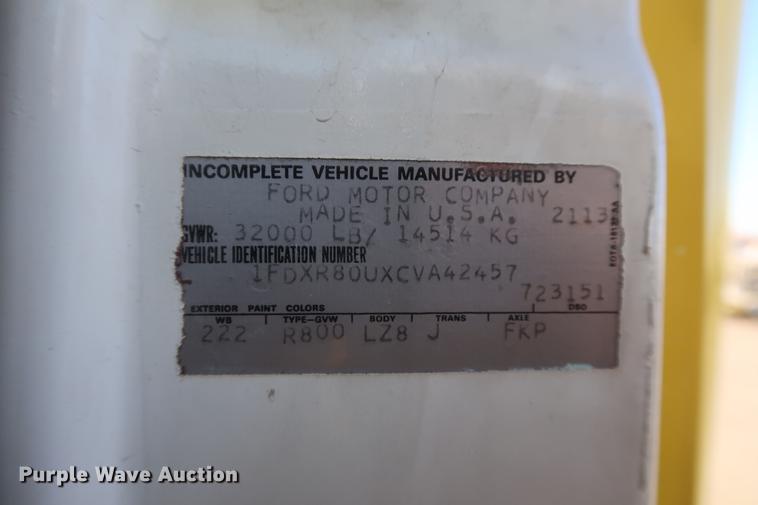 INCOMPLETE VEHICLE MANUFACTURED BY
FORD MOTOR COMPANY
MADE IN U.S.A. 2113
GVWR: 32000 LB/ 14514 KG
VEHICLE IDENTIFICATION NUMBER
1FDXR80UXCVA42457
723151
EXTERIOR PAINT COLORS DSO
WB TYPE-GVW BODY TRANS AXLE
222 R800 LZ8 J FKP
Purple Wave Auction